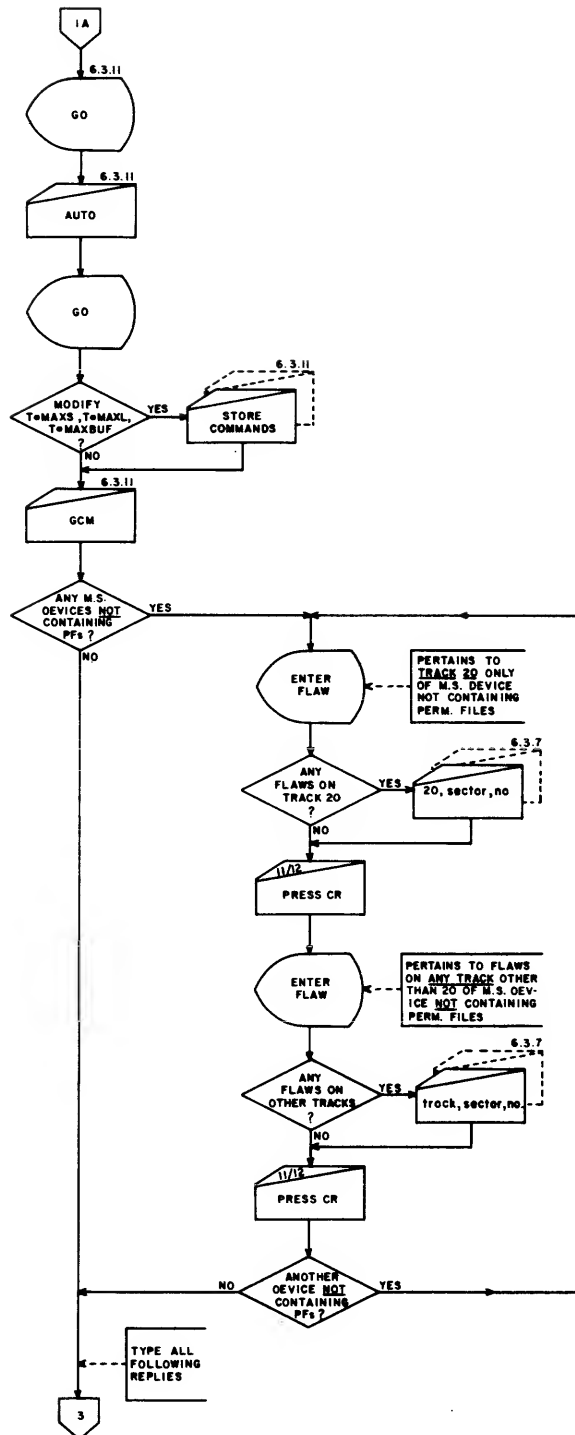 1A
6.3.11
GO
6.3.11
AUTO
GO
MODIFY
T●MAXS, T●MAXL,
T●MAXBUF
?
YES
6.3.11
STORE
COMMANDS
NO
6.3.11
GCM
ANY M.S.
DEVICES NOT
CONTAINING
PFs ?
YES
NO
ENTER
FLAW
PERTAINS TO
TRACK 20 ONLY
OF M.S. DEVICE
NOT CONTAINING
PERM. FILES
ANY
FLAWS ON
TRACK 20
?
YES
6.3.7
20, sector, no
NO
11/12
PRESS CR
ENTER
FLAW
PERTAINS TO FLAWS
ON ANY TRACK OTHER
THAN 20 OF M.S. DEV-
ICE NOT CONTAINING
PERM. FILES
ANY
FLAWS ON
OTHER TRACKS
?
YES
6.3.7
track, sector, no.
NO
11/12
PRESS CR
NO
ANOTHER
DEVICE NOT
CONTAINING
PFs ?
YES
TYPE ALL
FOLLOWING
REPLIES
3